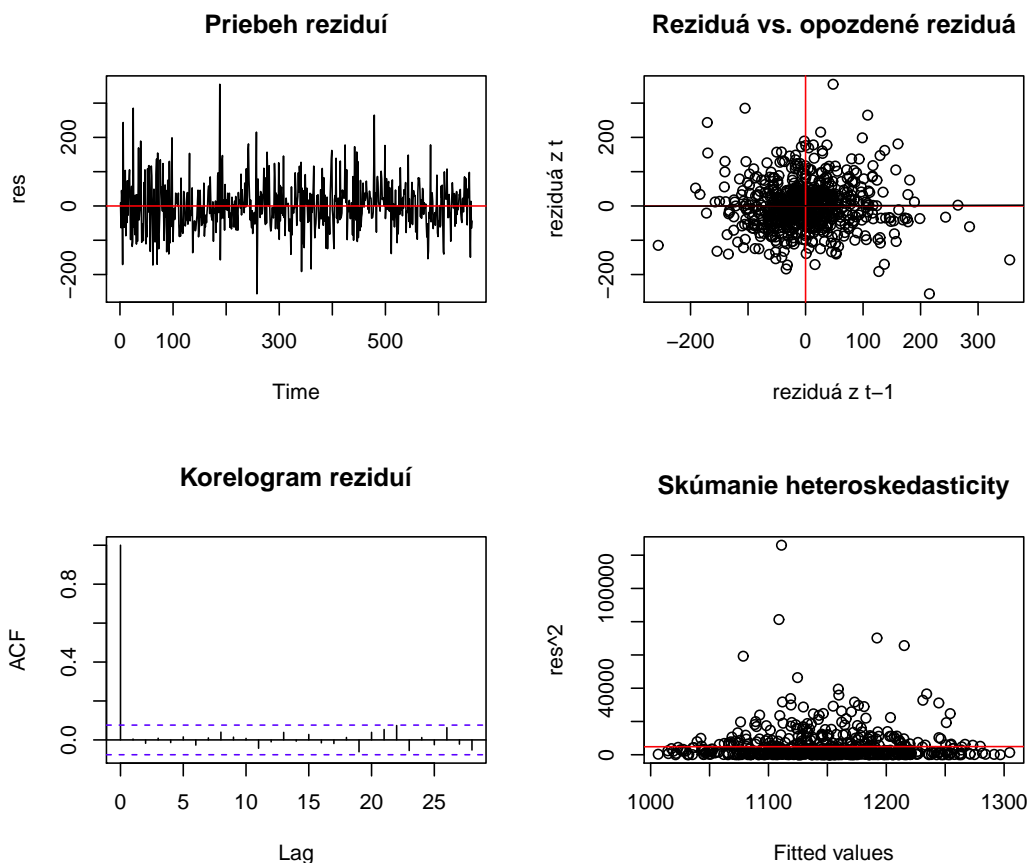 Priebeh reziduí
res
−200
0
200
0
100
300
500
Time
Reziduá vs. opozdené reziduá
reziduá z t
−200
0
200
−200
0
100
200
300
reziduá z t−1
Korelogram reziduí
ACF
0.0
0.4
0.8
0
5
10
15
20
25
Lag
Skúmanie heteroskedasticity
res^2
0
40000
100000
1000
1100
1200
1300
Fitted values